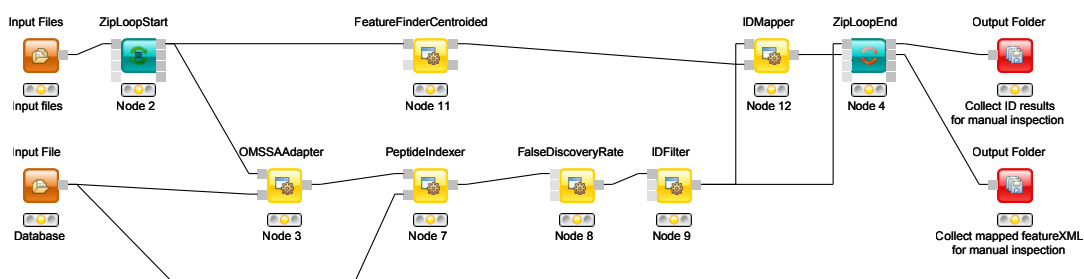 Input Files
ZipLoopStart
FeatureFinderCentroided
IDMapper
ZipLoopEnd
Output Folder
Input files
Node 2
Node 11
Node 12
Node 4
Collect ID results
for manual inspection
Input File
OMSSAAdapter
PeptideIndexer
FalseDiscoveryRate
IDFilter
Output Folder
Database
Node 3
Node 7
Node 8
Node 9
Collect mapped featureXML
for manual inspection